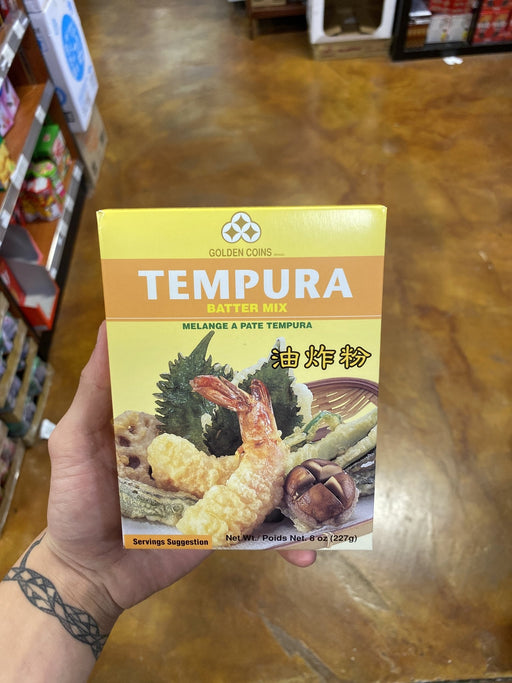 GOLDEN COINS
TEMPURA
BATTER MIX
MELANGE A PATE TEMPURA
油炸粉
Servings Suggestion
Net.Wt./ Poids Net. 8 oz (227g)